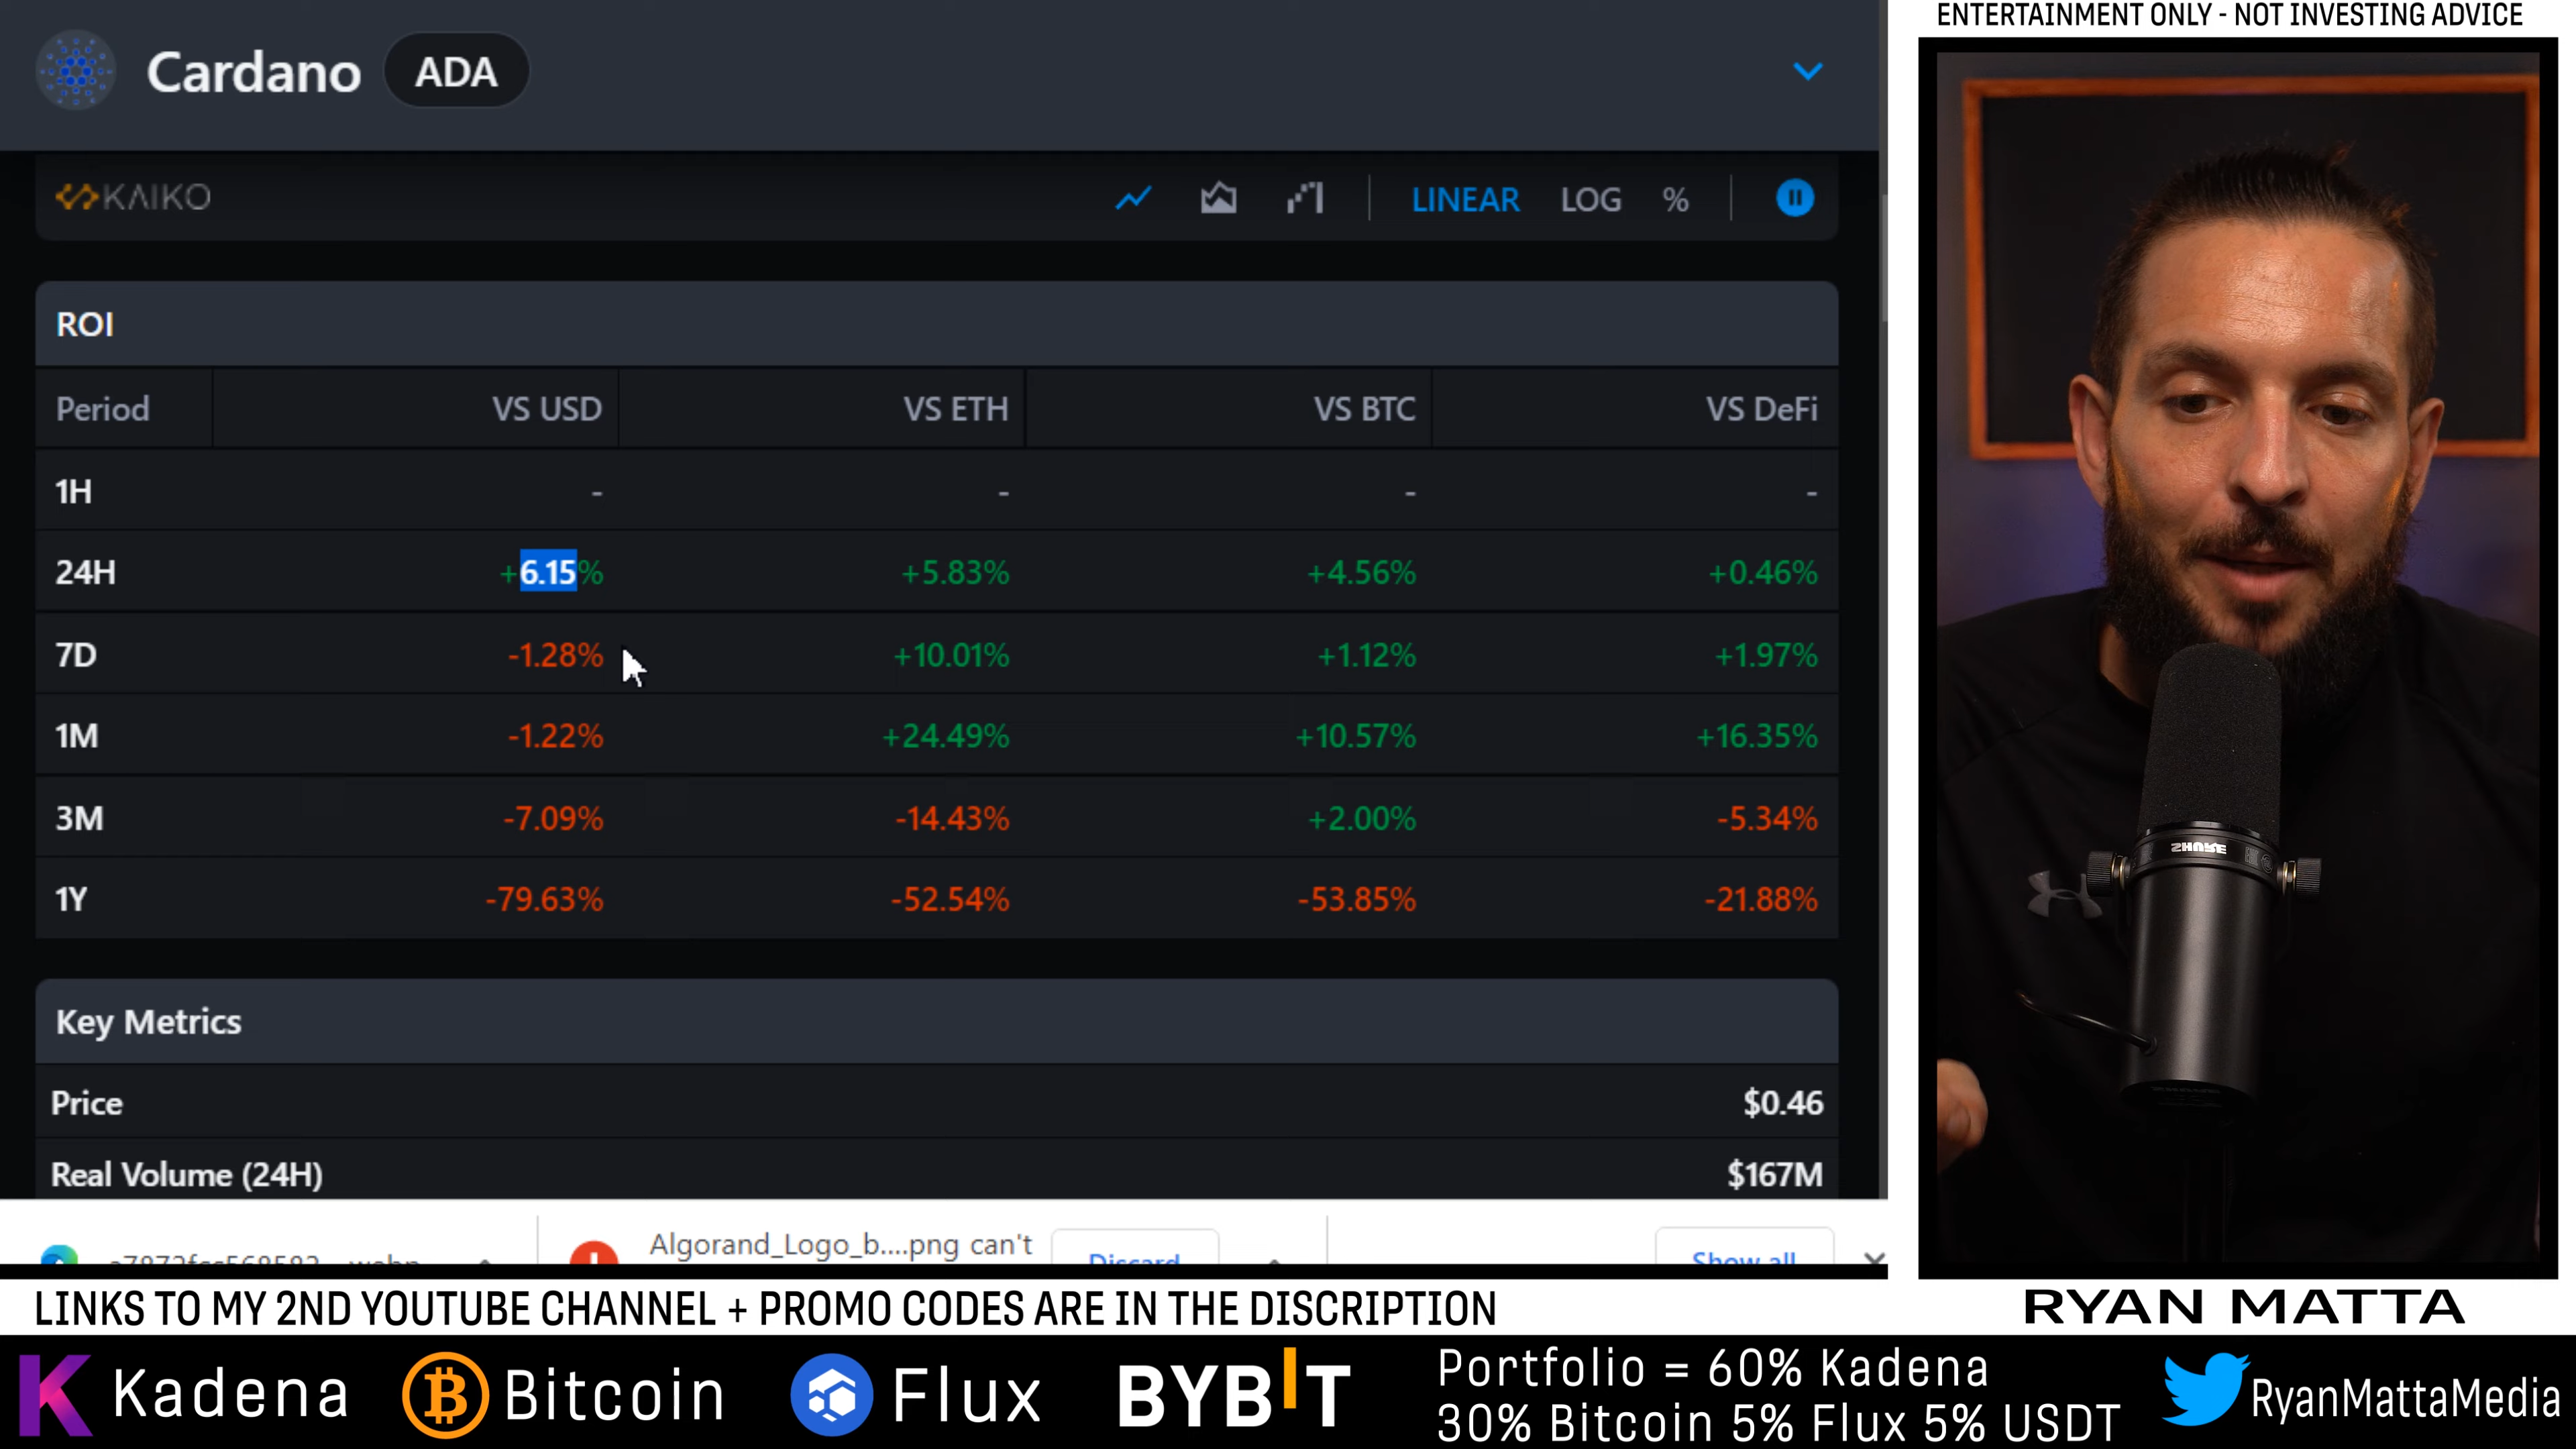 ENTERTAINMENT ONLY - NOT INVESTING ADVICE
Cardano ADA
KAIKO LINEAR LOG %
ROI
Period VS USD VS ETH VS BTC VS DeFi
1H - - - -
24H +6.15% +5.83% +4.56% +0.46%
7D -1.28% +10.01% +1.12% +1.97%
1M -1.22% +24.49% +10.57% +16.35%
3M -7.09% -14.43% +2.00% -5.34%
1Y -79.63% -52.54% -53.85% -21.88%
Key Metrics
Price $0.46
Real Volume (24H) $167M
Algorand_Logo_b....png can't Discard Show all
SHURE
LINKS TO MY 2ND YOUTUBE CHANNEL + PROMO CODES ARE IN THE DISCRIPTION
RYAN MATTA
Kadena Bitcoin Flux BYBIT
Portfolio = 60% Kadena
30% Bitcoin 5% Flux 5% USDT
RyanMattaMedia